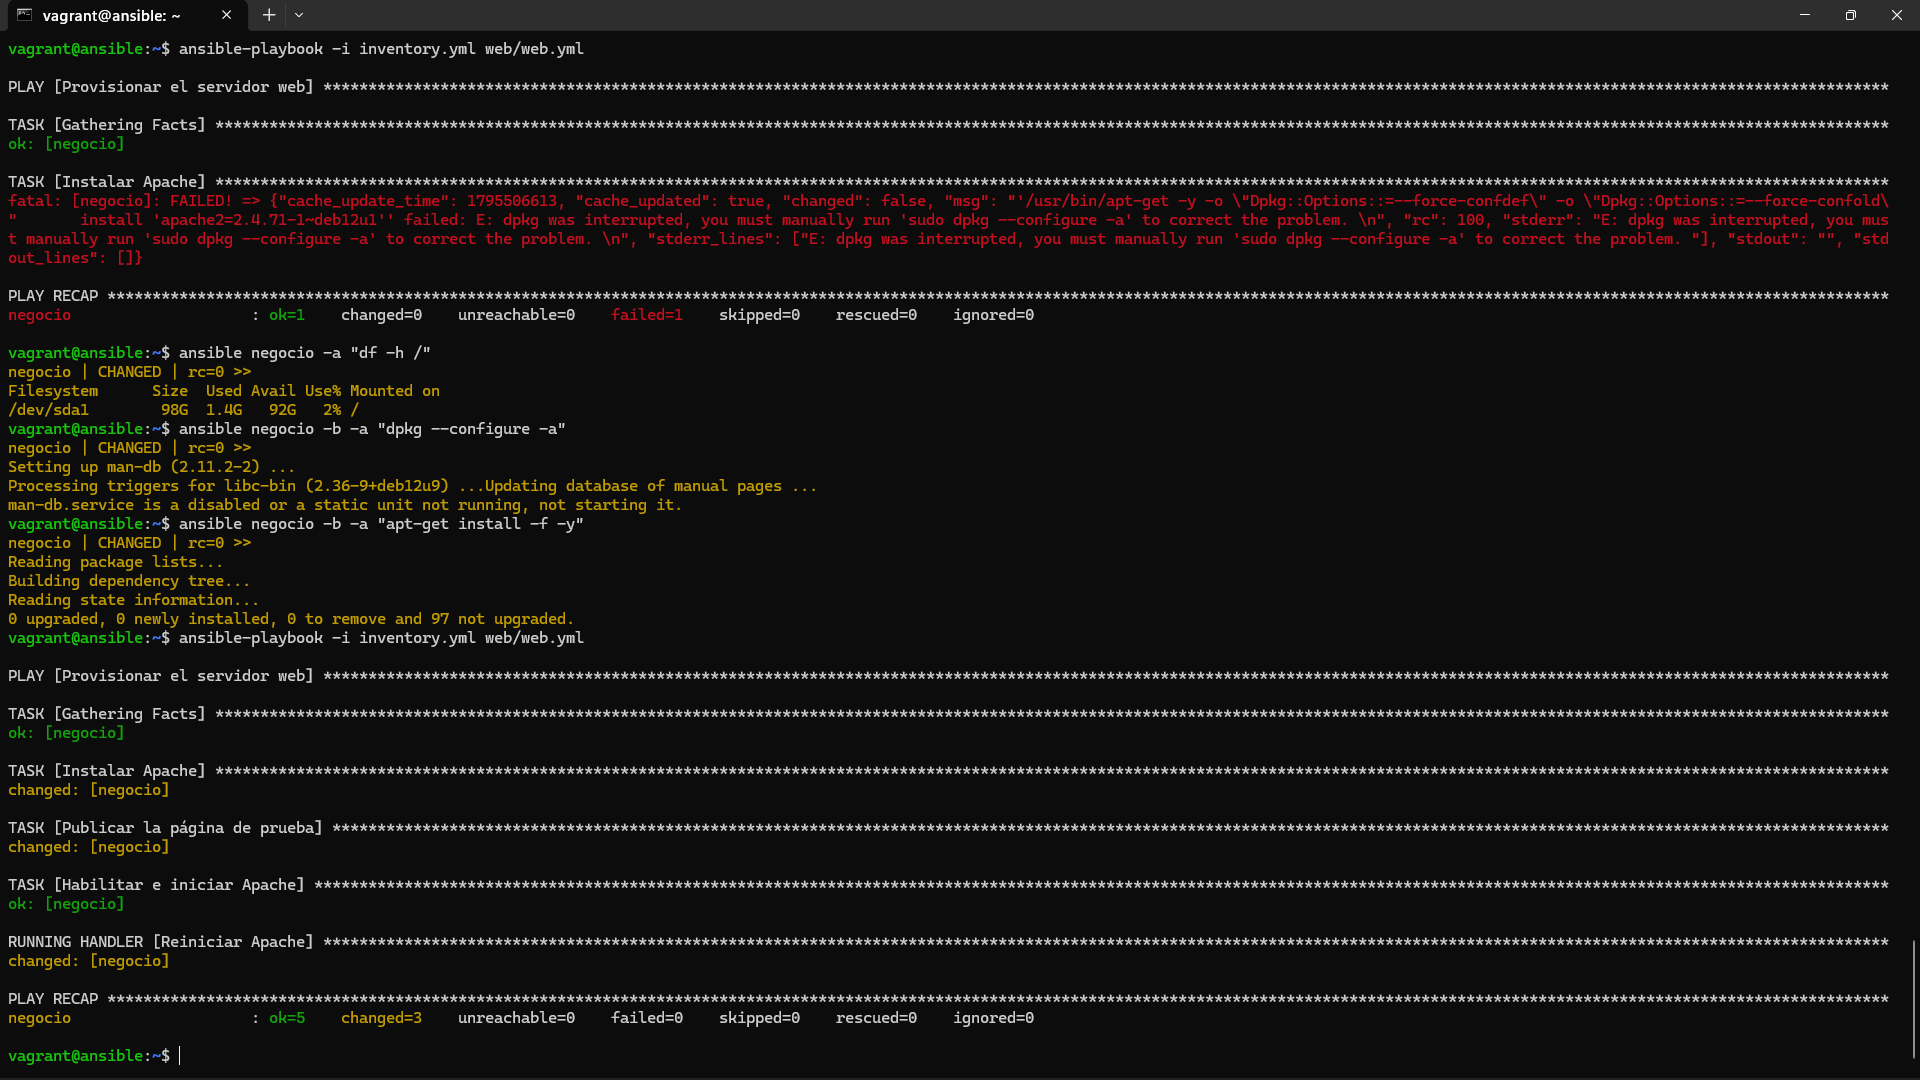 vagrant@ansible: ~
vagrant@ansible:~$ ansible-playbook -i inventory.yml web/web.yml
PLAY [Provisionar el servidor web] ******************************************************************************************************************************************************************************
TASK [Gathering Facts] ******************************************************************************************************************************************************************************************
ok: [negocio]
TASK [Instalar Apache] ******************************************************************************************************************************************************************************************
fatal: [negocio]: FAILED! => {"cache_update_time": 1795506613, "cache_updated": true, "changed": false, "msg": "'/usr/bin/apt-get -y -o \"Dpkg::Options::=--force-confdef\" -o \"Dpkg::Options::=--force-confold\
"       install 'apache2=2.4.71-1~deb12u1'' failed: E: dpkg was interrupted, you must manually run 'sudo dpkg --configure -a' to correct the problem. \n", "rc": 100, "stderr": "E: dpkg was interrupted, you mus
t manually run 'sudo dpkg --configure -a' to correct the problem. \n", "stderr_lines": ["E: dpkg was interrupted, you must manually run 'sudo dpkg --configure -a' to correct the problem. "], "stdout": "", "std
out_lines": []}
PLAY RECAP ******************************************************************************************************************************************************************************************************
negocio                    : ok=1    changed=0    unreachable=0    failed=1    skipped=0    rescued=0    ignored=0
vagrant@ansible:~$ ansible negocio -a "df -h /"
negocio | CHANGED | rc=0 >>
Filesystem      Size  Used Avail Use% Mounted on
/dev/sda1        98G  1.4G   92G   2% /
vagrant@ansible:~$ ansible negocio -b -a "dpkg --configure -a"
negocio | CHANGED | rc=0 >>
Setting up man-db (2.11.2-2) ...
Processing triggers for libc-bin (2.36-9+deb12u9) ...Updating database of manual pages ...
man-db.service is a disabled or a static unit not running, not starting it.
vagrant@ansible:~$ ansible negocio -b -a "apt-get install -f -y"
negocio | CHANGED | rc=0 >>
Reading package lists...
Building dependency tree...
Reading state information...
0 upgraded, 0 newly installed, 0 to remove and 97 not upgraded.
vagrant@ansible:~$ ansible-playbook -i inventory.yml web/web.yml
PLAY [Provisionar el servidor web] ******************************************************************************************************************************************************************************
TASK [Gathering Facts] ******************************************************************************************************************************************************************************************
ok: [negocio]
TASK [Instalar Apache] ******************************************************************************************************************************************************************************************
changed: [negocio]
TASK [Publicar la página de prueba] *****************************************************************************************************************************************************************************
changed: [negocio]
TASK [Habilitar e iniciar Apache] *******************************************************************************************************************************************************************************
ok: [negocio]
RUNNING HANDLER [Reiniciar Apache] ******************************************************************************************************************************************************************************
changed: [negocio]
PLAY RECAP ******************************************************************************************************************************************************************************************************
negocio                    : ok=5    changed=3    unreachable=0    failed=0    skipped=0    rescued=0    ignored=0
vagrant@ansible:~$